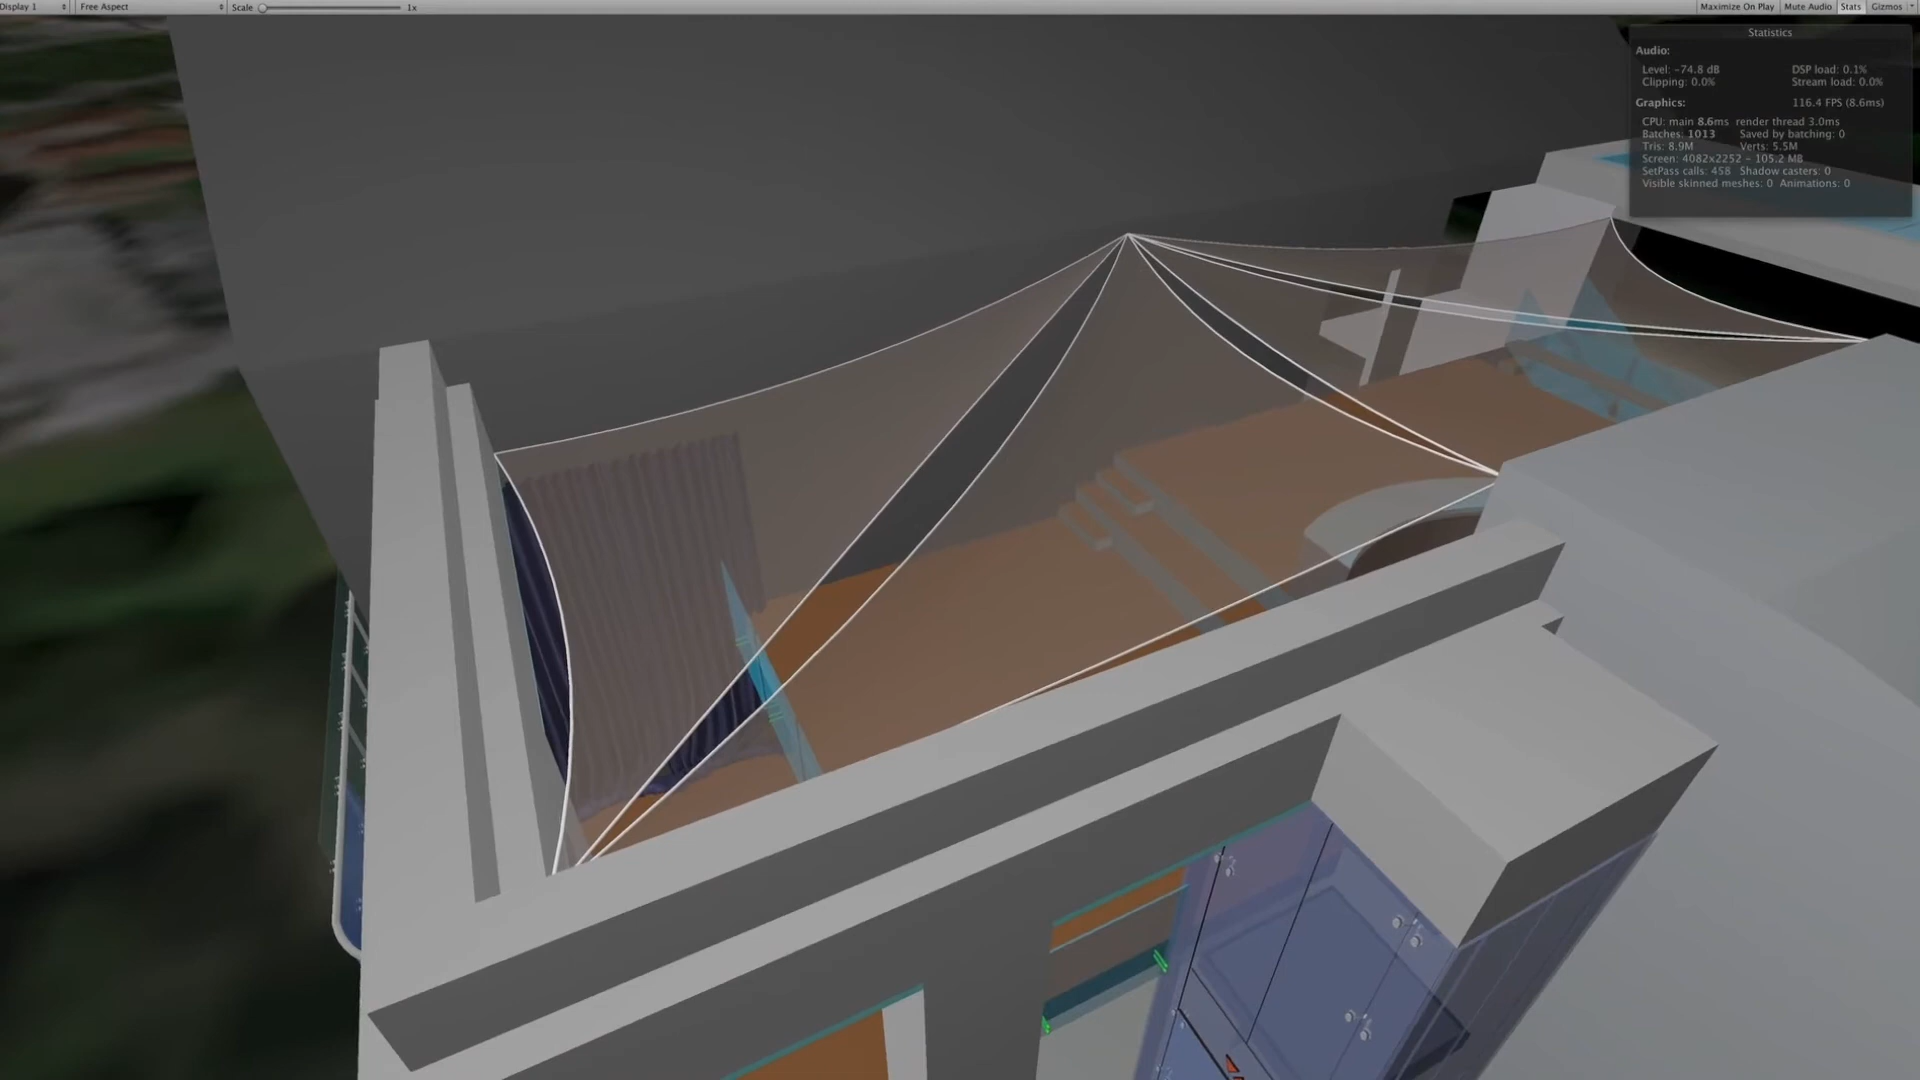 Display 1 Free Aspect Scale 1x Maximize On Play Mute Audio Stats Gizmos
Statistics
Audio:
Level: -74.8 dB DSP load: 0.1%
Clipping: 0.0% Stream load: 0.0%
Graphics: 116.4 FPS (8.6ms)
CPU: main 8.6ms render thread 3.0ms
Batches: 1013 Saved by batching: 0
Tris: 8.9M Verts: 5.5M
Screen: 4082x2252 - 105.2 MB
SetPass calls: 458 Shadow casters: 0
Visible skinned meshes: 0 Animations: 0